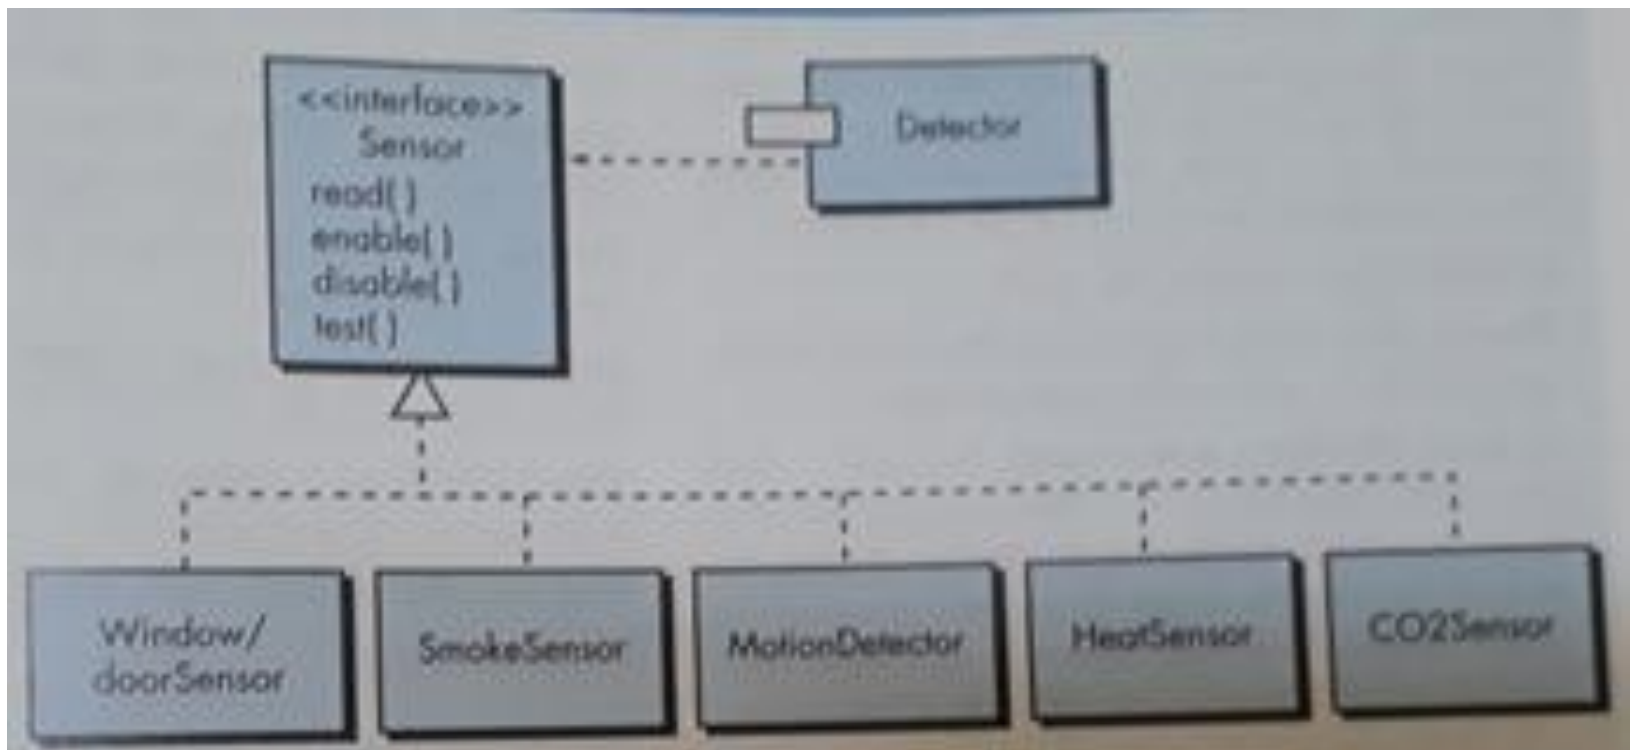 <<interface>>
Sensor
read( )
enable( )
disable( )
test( )
Detector
Window/
doorSensor
SmokeSensor
MotionDetector
HeatSensor
CO2Sensor